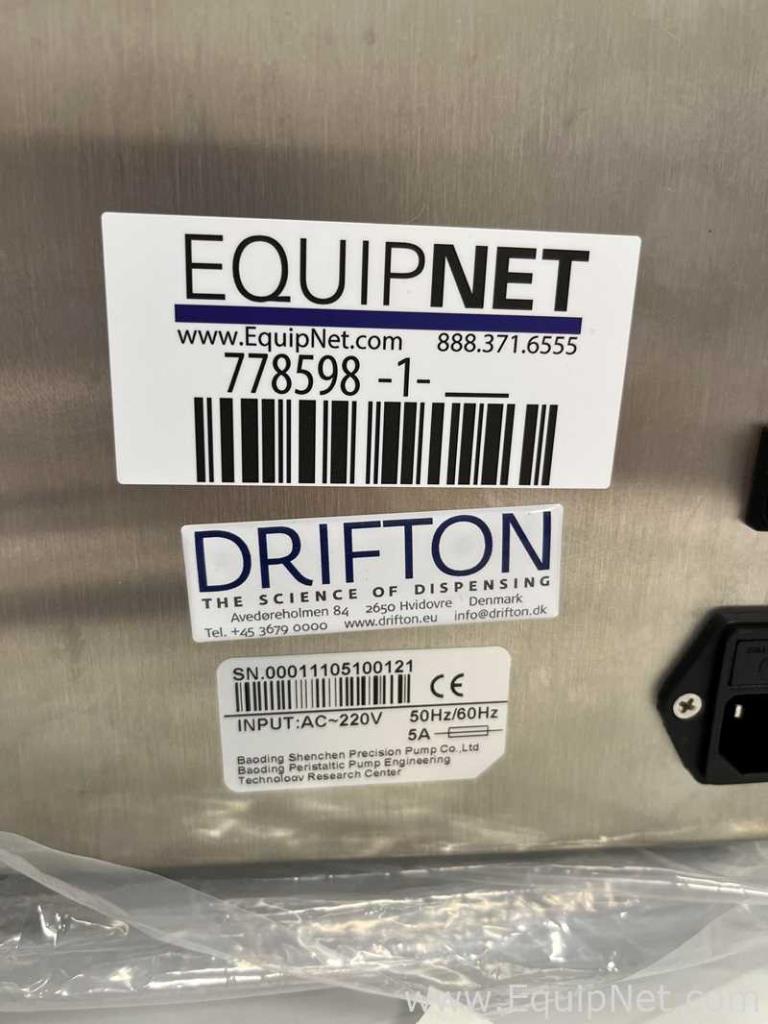 EQUIPNET
www.EquipNet.com 888.371.6555
778598 -1- ___
DRIFTON
THE SCIENCE OF DISPENSING
Avedøreholmen 84 2650 Hvidovre Denmark
Tel. +45 3679 0000 www.drifton.eu info@drifton.dk
SN.00011105100121
CE
INPUT:AC~220V 50Hz/60Hz
5A
Baoding Shenchen Precision Pump Co.,Ltd
Baoding Peristaltic Pump Engineering
Technology Research Center
www.EquipNet.com